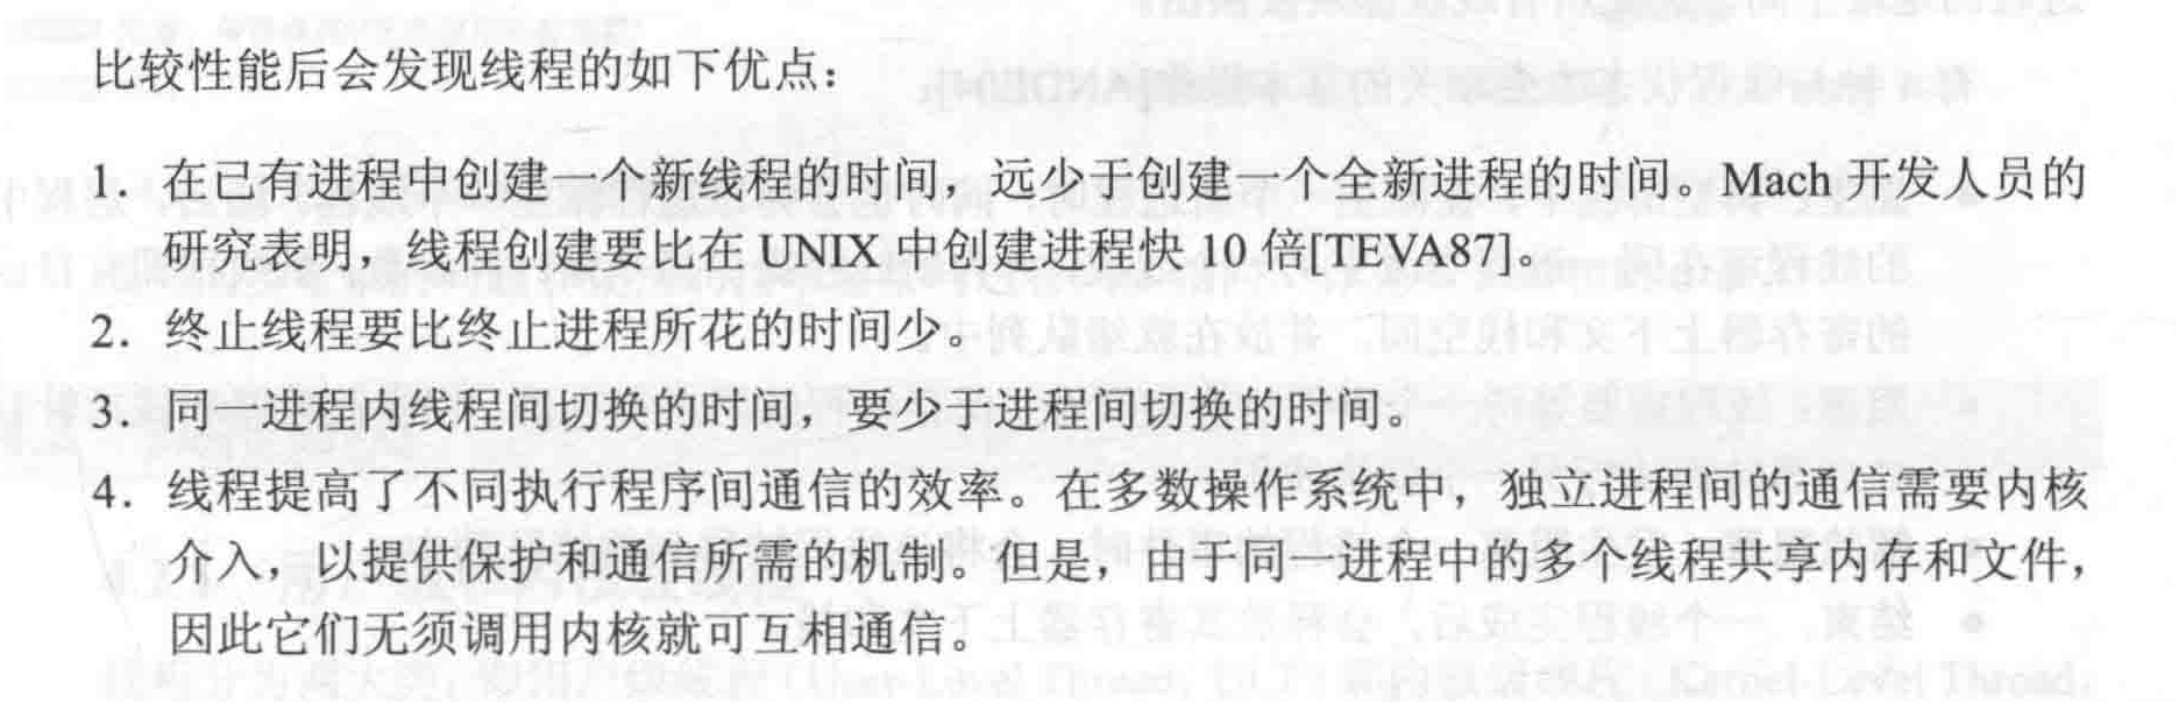 比较性能后会发现线程的如下优点：
1. 在已有进程中创建一个新线程的时间，远少于创建一个全新进程的时间。Mach 开发人员的
研究表明，线程创建要比在 UNIX 中创建进程快 10 倍[TEVA87]。
2. 终止线程要比终止进程所花的时间少。
3. 同一进程内线程间切换的时间，要少于进程间切换的时间。
4. 线程提高了不同执行程序间通信的效率。在多数操作系统中，独立进程间的通信需要内核
介入，以提供保护和通信所需的机制。但是，由于同一进程中的多个线程共享内存和文件，
因此它们无须调用内核就可互相通信。